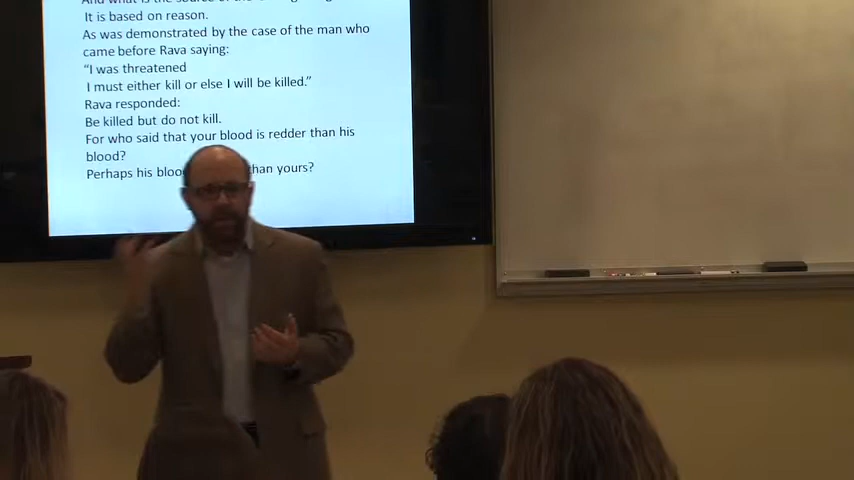 It is based on reason.
As was demonstrated by the case of the man who
came before Rava saying:
“I was threatened
I must either kill or else I will be killed.”
Rava responded:
Be killed but do not kill.
For who said that your blood is redder than his
blood?
Perhaps his than yours?